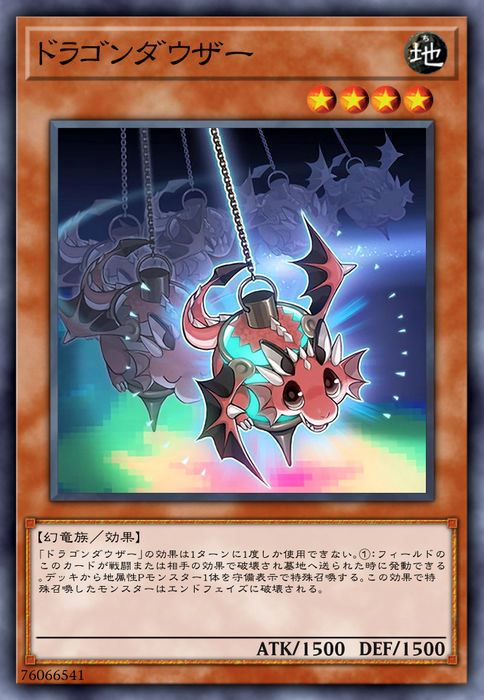 ドラゴンダウザー
ち
地
【幻竜族／効果】
「ドラゴンダウザー」の効果は1ターンに1度しか使用できない。①：フィールドの
このカードが戦闘または相手の効果で破壊され墓地へ送られた時に発動できる
。デッキから地属性Pモンスター1体を守備表示で特殊召喚する。この効果で特
殊召喚したモンスターはエンドフェイズに破壊される。
ATK/1500 DEF/1500
76066541